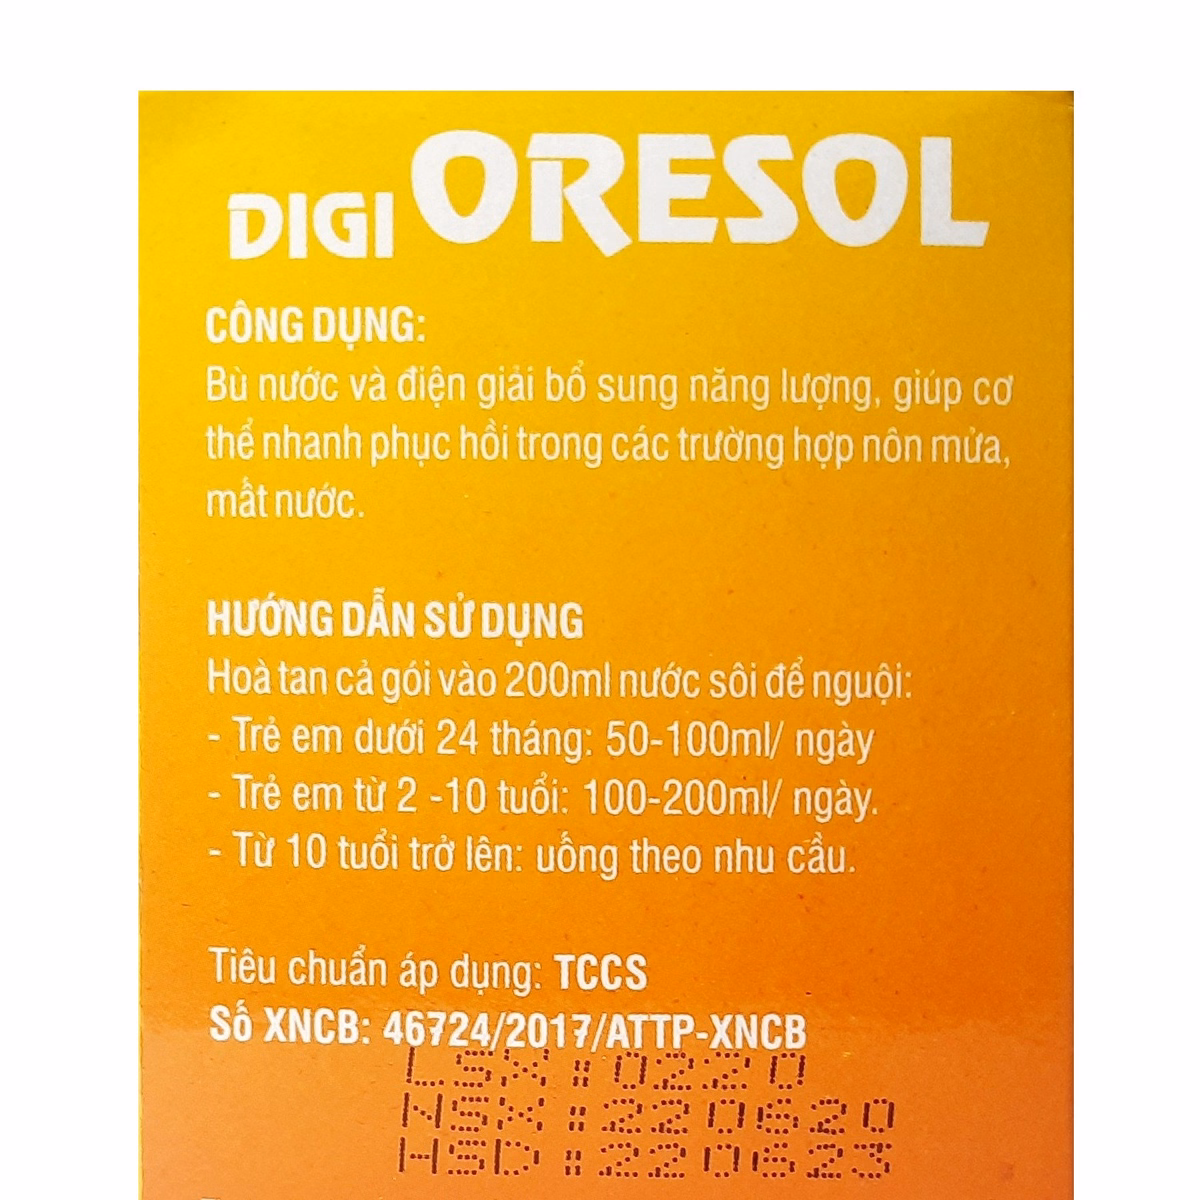 DIGI ORESOL
CÔNG DỤNG:
Bù nước và điện giải bổ sung năng lượng, giúp cơ
thể nhanh phục hồi trong các trường hợp nôn mửa,
mất nước.
HƯỚNG DẪN SỬ DỤNG
Hoà tan cả gói vào 200ml nước sôi để nguội:
- Trẻ em dưới 24 tháng: 50-100ml/ ngày
- Trẻ em từ 2 -10 tuổi: 100-200ml/ ngày.
- Từ 10 tuổi trở lên: uống theo nhu cầu.
Tiêu chuẩn áp dụng: TCCS
Số XNCB: 46724/2017/ATTP-XNCB
LSX:0220
NSX:220620
HSD:220623